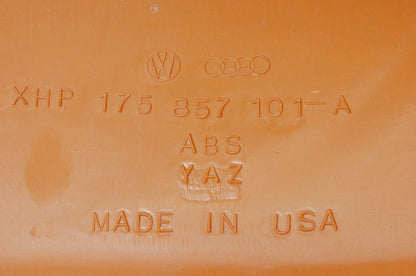 XHP 175 857 101-A
ABS
YAZ
MADE IN USA